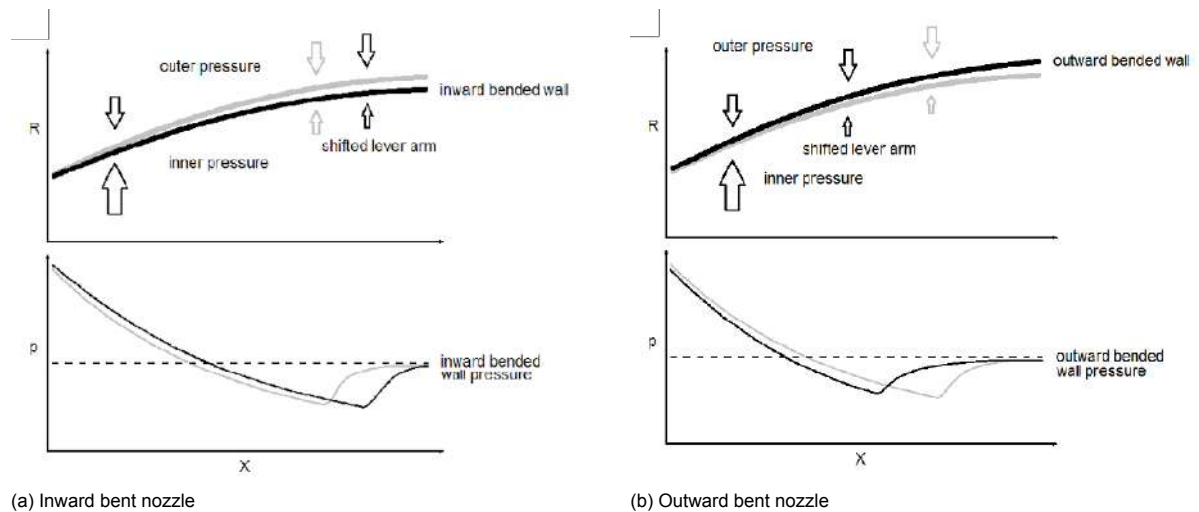 outer pressure
inward bended wall
R
shifted lever arm
inner pressure
p
inward bended
wall pressure
X
(a) Inward bent nozzle
outer pressure
outward bended wall
R
shifted lever arm
inner pressure
p
outward bended
wall pressure
X
(b) Outward bent nozzle